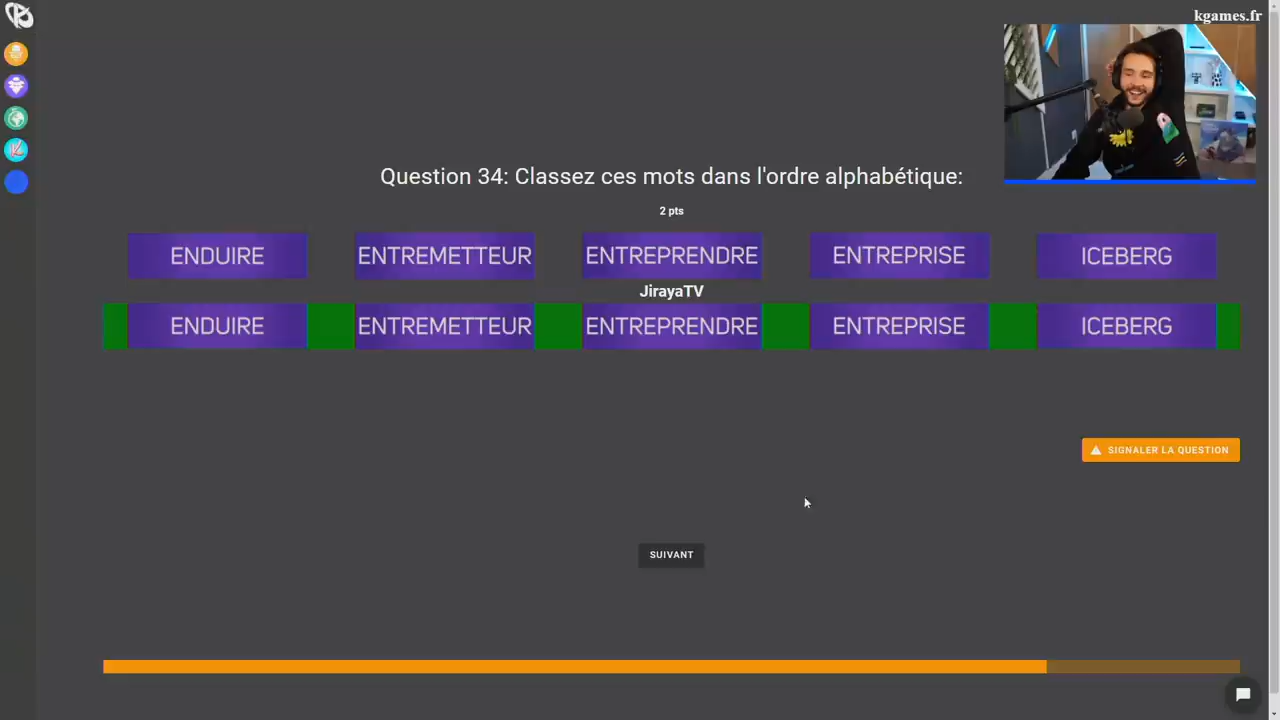 kgames.fr
Question 34: Classez ces mots dans l'ordre alphabétique:
2 pts
ENDUIRE ENTREMETTEUR ENTREPRENDRE ENTREPRISE ICEBERG
JirayaTV
ENDUIRE ENTREMETTEUR ENTREPRENDRE ENTREPRISE ICEBERG
SIGNALER LA QUESTION
SUIVANT